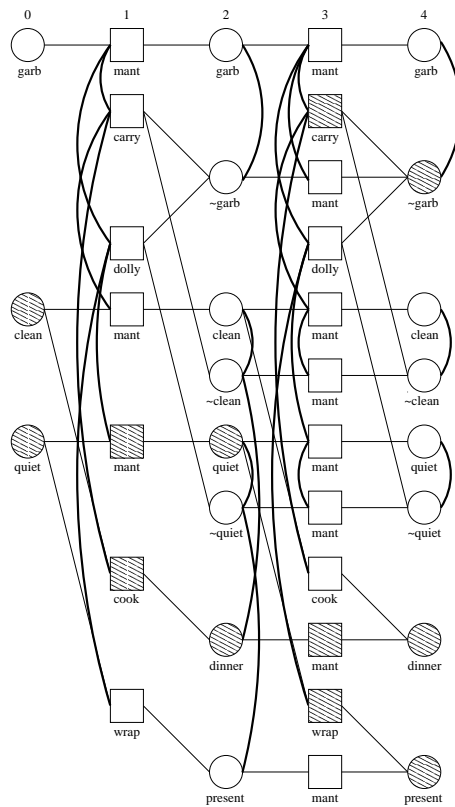 0 1 2 3 4
garb mant garb mant garb
carry carry
~garb mant ~garb
dolly dolly
clean mant clean mant clean
~clean mant ~clean
quiet mant quiet mant quiet
~quiet mant ~quiet
cook cook
dinner mant dinner
wrap wrap
present mant present